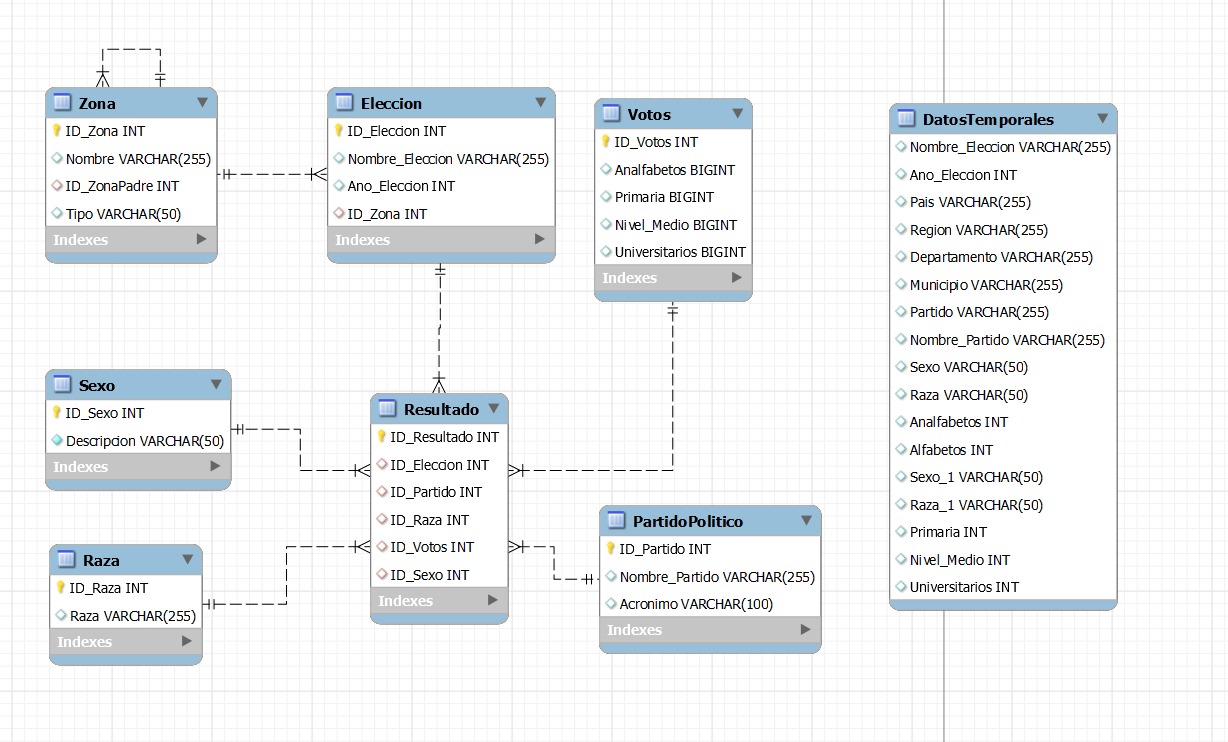 Zona
ID_Zona INT
Nombre VARCHAR(255)
ID_ZonaPadre INT
Tipo VARCHAR(50)
Indexes
Eleccion
ID_Eleccion INT
Nombre_Eleccion VARCHAR(255)
Ano_Eleccion INT
ID_Zona INT
Indexes
Votos
ID_Votos INT
Analfabetos BIGINT
Primaria BIGINT
Nivel_Medio BIGINT
Universitarios BIGINT
Indexes
DatosTemporales
Nombre_Eleccion VARCHAR(255)
Ano_Eleccion INT
Pais VARCHAR(255)
Region VARCHAR(255)
Departamento VARCHAR(255)
Municipio VARCHAR(255)
Partido VARCHAR(255)
Nombre_Partido VARCHAR(255)
Sexo VARCHAR(50)
Raza VARCHAR(50)
Analfabetos INT
Alfabetos INT
Sexo_1 VARCHAR(50)
Raza_1 VARCHAR(50)
Primaria INT
Nivel_Medio INT
Universitarios INT
Sexo
ID_Sexo INT
Descripcion VARCHAR(50)
Indexes
Resultado
ID_Resultado INT
ID_Eleccion INT
ID_Partido INT
ID_Raza INT
ID_Votos INT
ID_Sexo INT
Indexes
PartidoPolitico
ID_Partido INT
Nombre_Partido VARCHAR(255)
Acronimo VARCHAR(100)
Indexes
Raza
ID_Raza INT
Raza VARCHAR(255)
Indexes